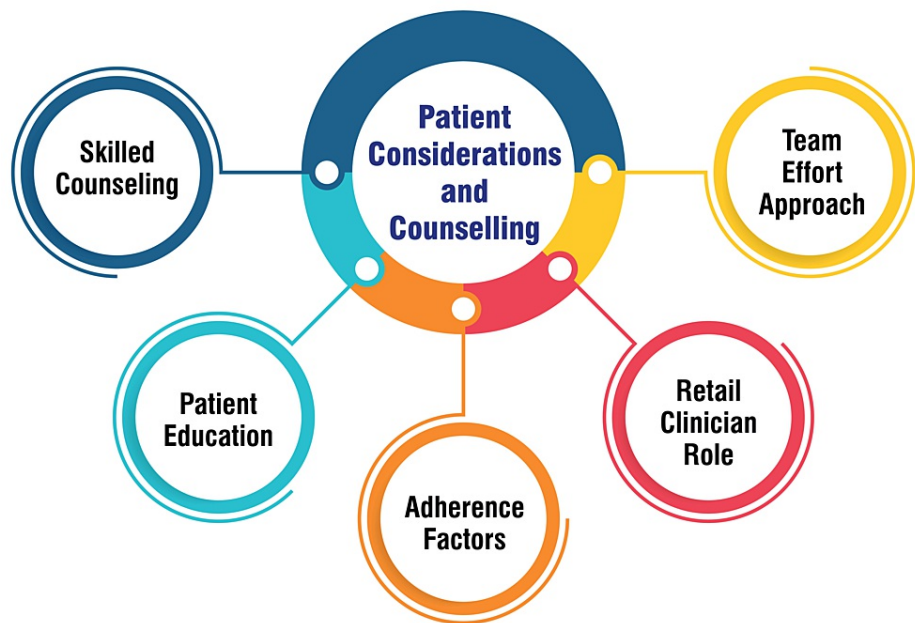 Patient
Considerations
and
Counselling
Skilled
Counseling
Patient
Education
Adherence
Factors
Retail
Clinician
Role
Team
Effort
Approach